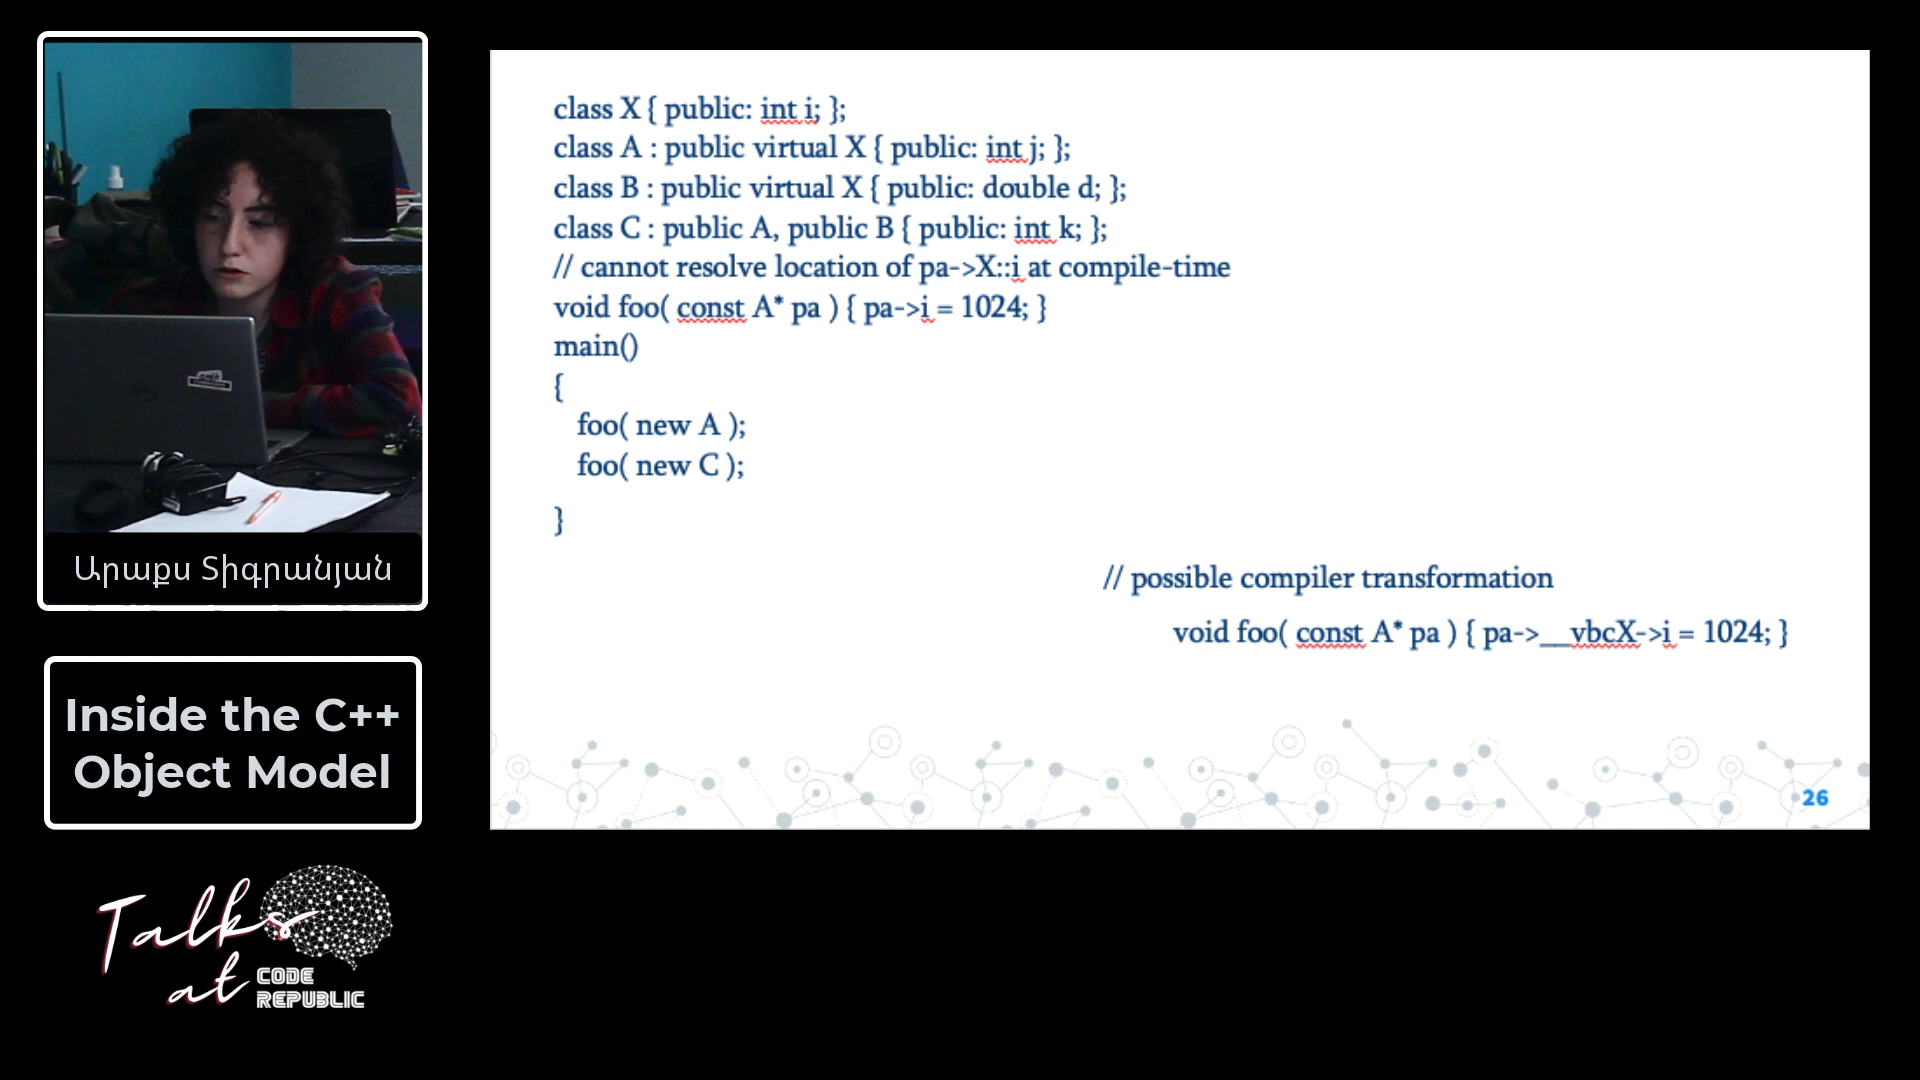 Արաքս Տիգրանյան
Inside the C++
Object Model
Talks
at CODE
REPUBLIC
class X { public: int i; };
class A : public virtual X { public: int j; };
class B : public virtual X { public: double d; };
class C : public A, public B { public: int k; };
// cannot resolve location of pa->X::i at compile-time
void foo( const A* pa ) { pa->i = 1024; }
main()
{
foo( new A );
foo( new C );
}
// possible compiler transformation
void foo( const A* pa ) { pa->__vbcX->i = 1024; }
26